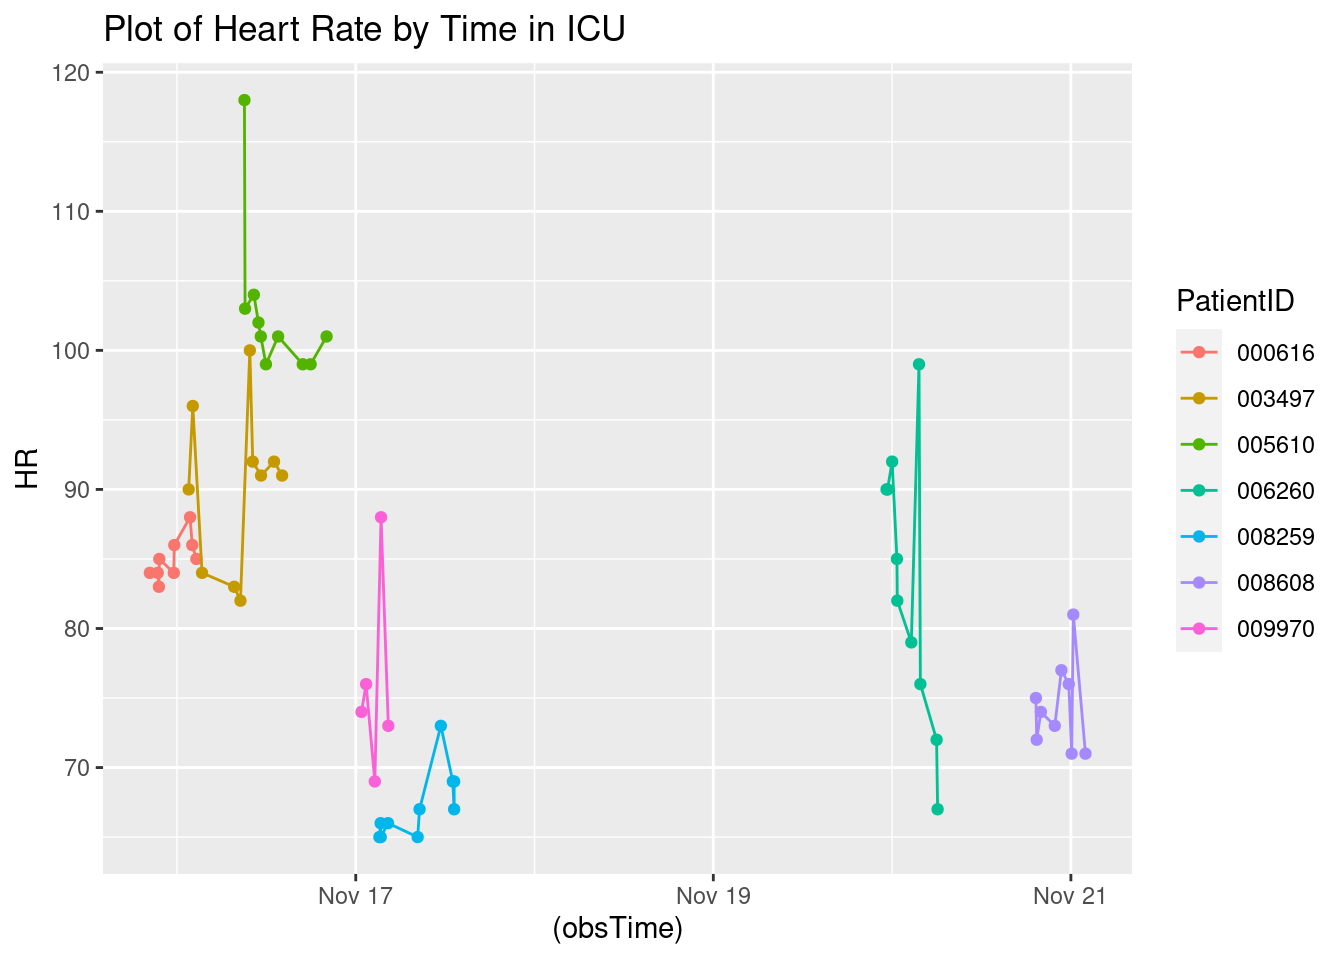 Plot of Heart Rate by Time in ICU
120
110
100
90
80
70
HR
Nov 17
Nov 19
Nov 21
(obsTime)
PatientID
000616
003497
005610
006260
008259
008608
009970